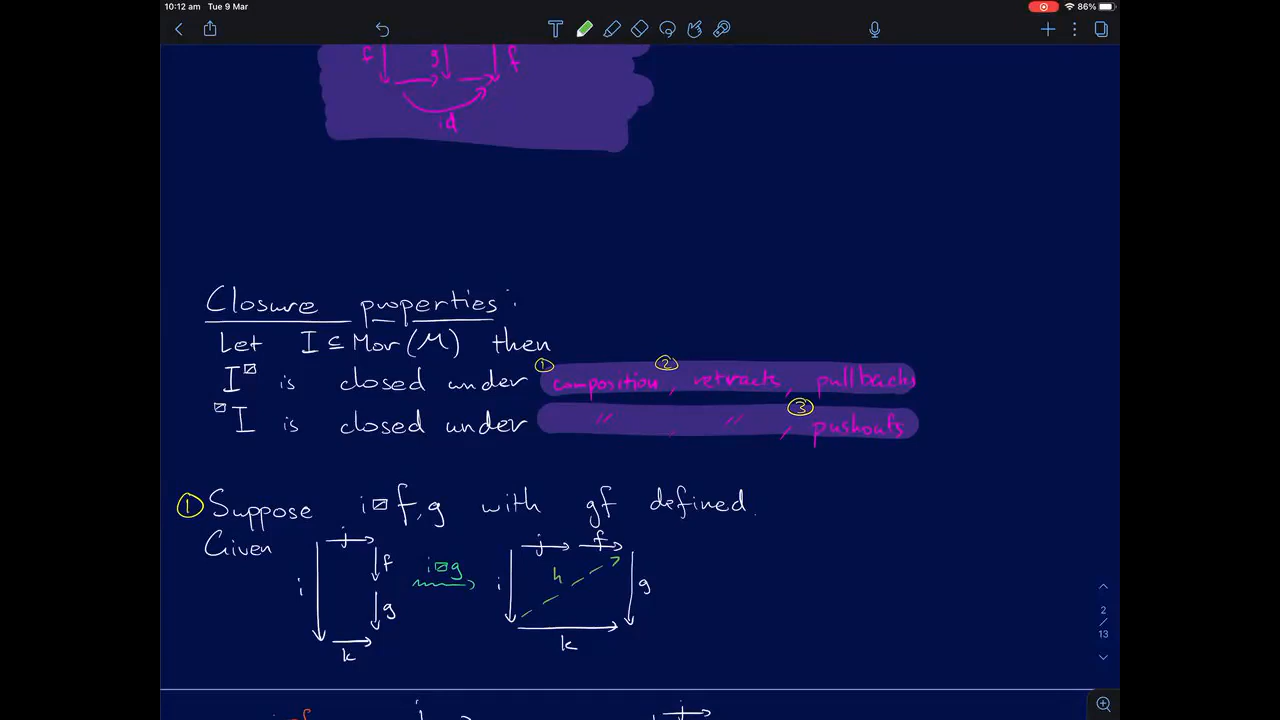 10:12 am Tue 9 Mar
86%
f g f
id
Closure properties:
Let I ⊆ Mor(M) then
I^⧄ is closed under ① composition, ② retracts, pullbacks
^⧄I is closed under 〃 , 〃 , ③ pushouts
① Suppose i⧄f,g with gf defined.
Given
j
f
i
g
k
i⧄g
j f
i
h
g
k
2
/
13
j